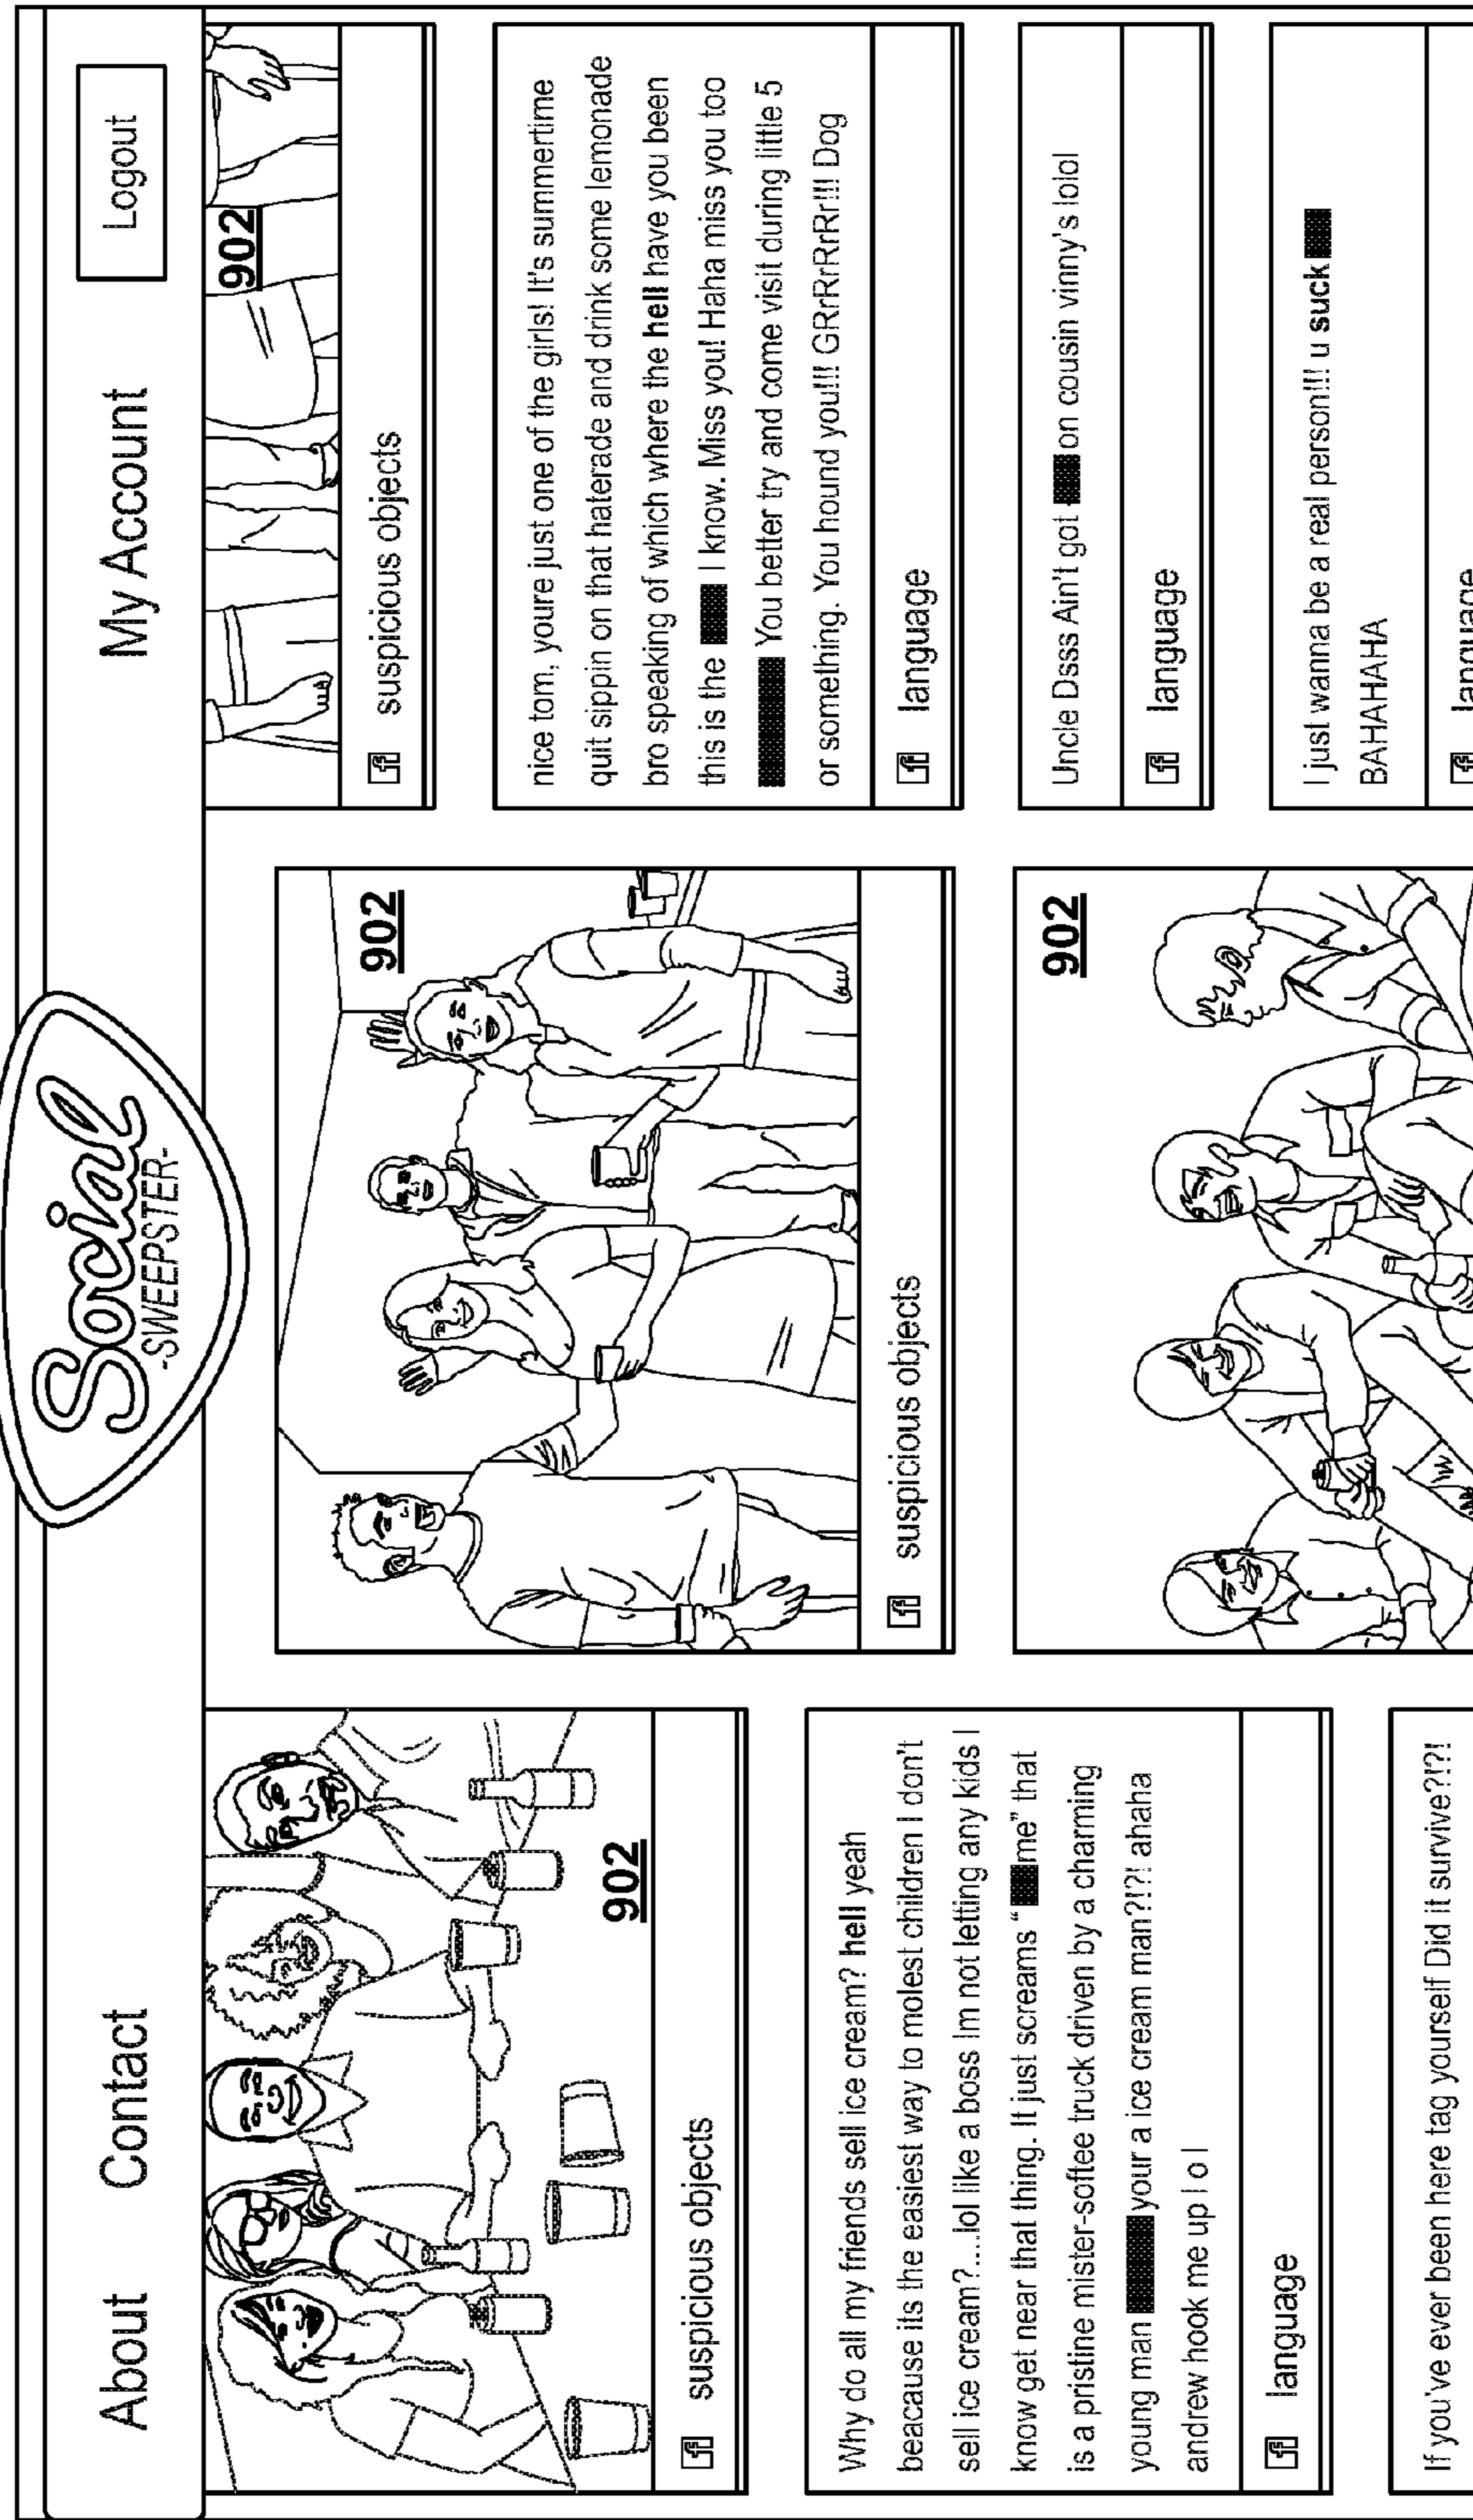 About
Contact
Social
-SWEEPSTER-
My Account
Logout
902
suspicious objects
Why do all my friends sell ice cream? hell yeah
beacause its the easiest way to molest children I don't
sell ice cream?....lol like a boss Im not letting any kids I
know get near that thing. It just screams “ me” that
is a pristine mister-softee truck driven by a charming
young man your a ice cream man?!?! ahaha
andrew hook me up l o l
language
If you've ever been here tag yourself Did it survive?!?!
902
suspicious objects
902
902
suspicious objects
nice tom, youre just one of the girls! It's summertime
quit sippin on that haterade and drink some lemonade
bro speaking of which where the hell have you been
this is the I know. Miss you! Haha miss you too
You better try and come visit during little 5
or something. You hound you!!! GRrRrRrR!!! Dog
language
Uncle Dsss Ain't got on cousin vinny's lolol
language
I just wanna be a real person!!! u suck
BAHAHAHA
language